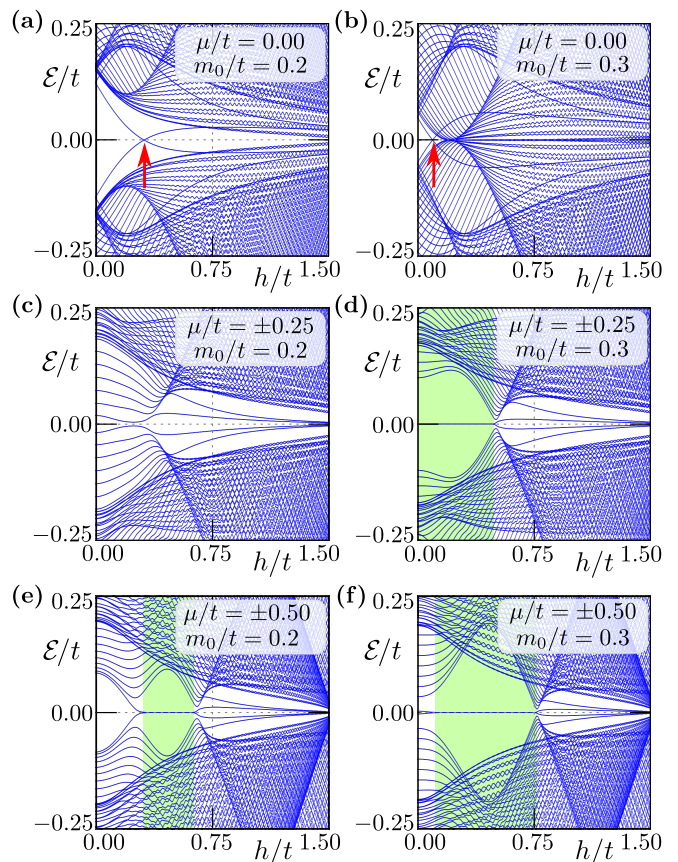 (a)
0.25
μ/t = 0.00
m₀/t = 0.2
ℰ/t
0.00
−0.25
0.00
0.75
h/t
1.50
(b)
0.25
μ/t = 0.00
m₀/t = 0.3
ℰ/t
0.00
−0.25
0.00
0.75
h/t
1.50
(c)
0.25
μ/t = ±0.25
m₀/t = 0.2
ℰ/t
0.00
−0.25
0.00
0.75
h/t
1.50
(d)
0.25
μ/t = ±0.25
m₀/t = 0.3
ℰ/t
0.00
−0.25
0.00
0.75
h/t
1.50
(e)
0.25
μ/t = ±0.50
m₀/t = 0.2
ℰ/t
0.00
−0.25
0.00
0.75
h/t
1.50
(f)
0.25
μ/t = ±0.50
m₀/t = 0.3
ℰ/t
0.00
−0.25
0.00
0.75
h/t
1.50